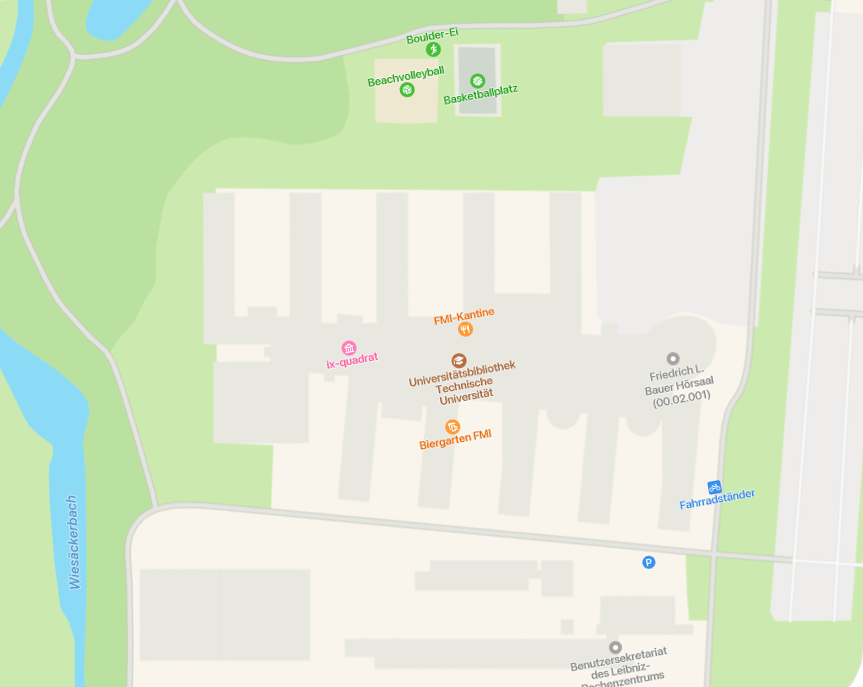 Boulder-Ei
Beachvolleyball
Basketballplatz
FMI-Kantine
ix-quadrat
Universitätsbibliothek
Technische
Universität
Friedrich L.
Bauer Hörsaal
(00.02.001)
Biergarten FMI
Fahrradständer
Wiesäckerbach
P
Benutzersekretariat
des Leibniz-
Rechenzentrums